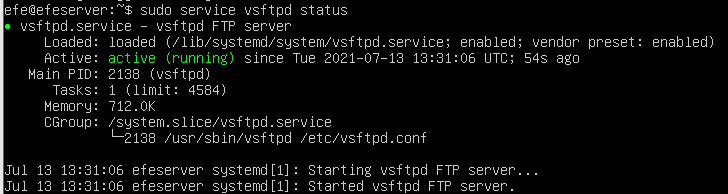 efe@efeserver:~$ sudo service vsftpd status
● vsftpd.service - vsftpd FTP server
Loaded: loaded (/lib/systemd/system/vsftpd.service; enabled; vendor preset: enabled)
Active: active (running) since Tue 2021-07-13 13:31:06 UTC; 54s ago
Main PID: 2138 (vsftpd)
Tasks: 1 (limit: 4584)
Memory: 712.0K
CGroup: /system.slice/vsftpd.service
└─2138 /usr/sbin/vsftpd /etc/vsftpd.conf
Jul 13 13:31:06 efeserver systemd[1]: Starting vsftpd FTP server...
Jul 13 13:31:06 efeserver systemd[1]: Started vsftpd FTP server.